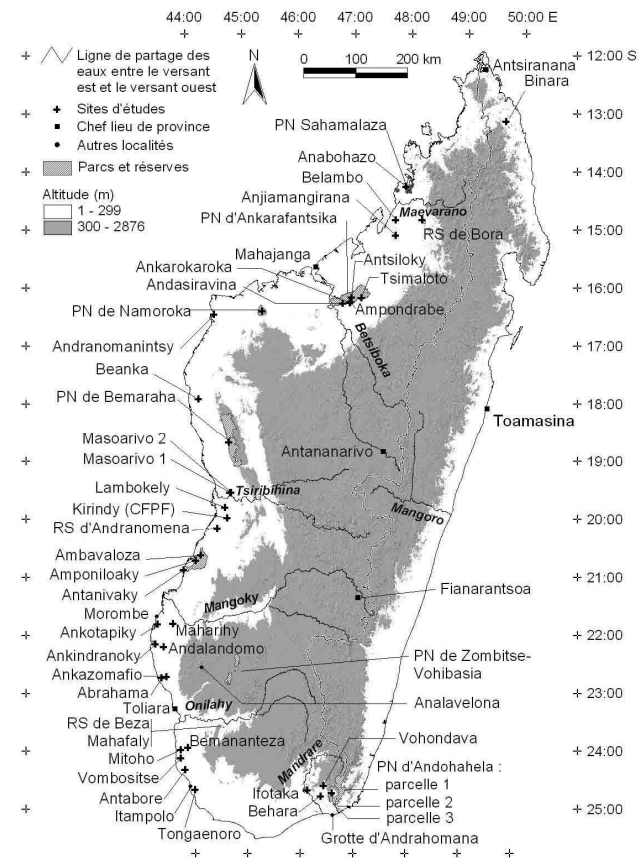 44:00 45:00 46:00 47:00 48:00 49:00 50:00 E
Ligne de partage des
eaux entre le versant
est et le versant ouest
Sites d'études
Chef lieu de province
Autres localités
Parcs et réserves
Altitude (m)
1 - 299
300 - 2876
N
0 100 200 km
12:00 S
13:00
14:00
15:00
16:00
17:00
18:00
19:00
20:00
21:00
22:00
23:00
24:00
25:00
Antsiranana
Binara
PN Sahamalaza
Anabohazo
Belambo
Anjiamangirana
PN d'Ankarafantsika
Maevarano
RS de Bora
Mahajanga
Antsiloky
Ankarokaroka
Tsimaloto
Andasiravina
Ampondrabe
PN de Namoroka
Andranomanintsy
Betsiboka
Beanka
PN de Bemaraha
Toamasina
Masoarivo 2
Antananarivo
Masoarivo 1
Tsiribihina
Lambokely
Kirindy (CFPF)
Mangoro
RS d'Andranomena
Ambavaloza
Amponiloaky
Antanivaky
Fianarantsoa
Mangoky
Morombe
Maharihy
Ankotapiky
Andalandomo
Ankindranoky
PN de Zombitse-
Vohibasia
Ankazomafio
Abrahama
Analavelona
Toliara
Onilahy
RS de Beza
Mahafaly
Bemananteza
Vohondava
Mitoho
Mandrare
PN d'Andohahela :
Vombositse
Ifotaka
parcelle 1
Antabore
Behara
parcelle 2
Itampolo
parcelle 3
Tongaenoro
Grotte d'Andrahomana